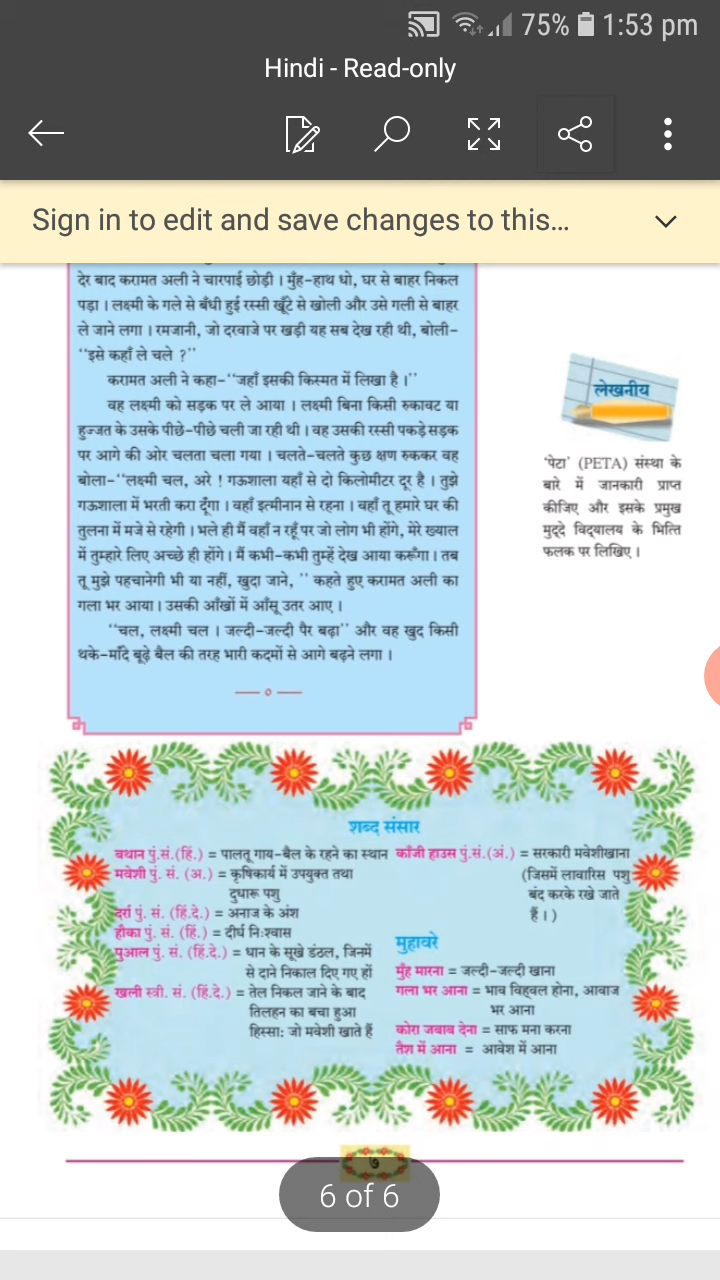 75% 1:53 pm
Hindi - Read-only
Sign in to edit and save changes to this...
देर बाद करामत अली ने चारपाई छोड़ी । मुँह-हाथ धो, घर से बाहर निकल
पड़ा । लक्ष्मी के गले से बँधी हुई रस्सी खूँटे से खोली और उसे गली से बाहर
ले जाने लगा । रमजानी, जो दरवाजे पर खड़ी यह सब देख रही थी, बोली-
‘‘इसे कहाँ ले चले ?’’
करामत अली ने कहा-‘‘जहाँ इसकी किस्मत में लिखा है ।’’
वह लक्ष्मी को सड़क पर ले आया । लक्ष्मी बिना किसी रुकावट या
हुज्जत के उसके पीछे-पीछे चली जा रही थी । वह उसकी रस्सी पकड़े सड़क
पर आगे की ओर चलता चला गया । चलते-चलते कुछ क्षण रुककर वह
बोला-‘‘लक्ष्मी चल, अरे ! गऊशाला यहाँ से दो किलोमीटर दूर है । तुझे
गऊशाला में भरती करा दूँगा । वहाँ इत्मीनान से रहना । वहाँ तू हमारे घर की
तुलना में मजे से रहेगी । भले ही मैं वहाँ न रहूँ पर जो लोग भी होंगे, मेरे ख्याल
में तुम्हारे लिए अच्छे ही होंगे । मैं कभी-कभी तुम्हें देख आया करूँगा । तब
तू मुझे पहचानेगी भी या नहीं, खुदा जाने, ’’ कहते हुए करामत अली का
गला भर आया । उसकी आँखों में आँसू उतर आए ।
‘‘चल, लक्ष्मी चल । जल्दी-जल्दी पैर बढ़ा’’ और वह खुद किसी
थके-माँदे बूढ़े बैल की तरह भारी कदमों से आगे बढ़ने लगा ।
लेखनीय
‘पेटा’ (PETA) संस्था के
बारे में जानकारी प्राप्त
कीजिए और इसके प्रमुख
मुद्दे विद्यालय के भित्ति
फलक पर लिखिए ।
शब्द संसार
बथान पुं.सं.(हिं.) = पालतू गाय-बैल के रहने का स्थान
मवेशी पुं. सं. (अ.) = कृषिकार्य में उपयुक्त तथा
दुधारू पशु
दर्रा पुं. सं. (हिं.दे.) = अनाज के अंश
हौका पुं. सं. (हिं.) = दीर्घ निःश्वास
पुआल पुं. सं. (हिं.दे.) = धान के सूखे डंठल, जिनमें
से दाने निकाल दिए गए हों
खली स्त्री. सं. (हिं.दे.) = तेल निकल जाने के बाद
तिलहन का बचा हुआ
हिस्सा: जो मवेशी खाते हैं
काँजी हाउस पुं.सं.(अं.) = सरकारी मवेशीखाना
(जिसमें लावारिस पशु
बंद करके रखे जाते
हैं । )
मुहावरे
मुँह मारना = जल्दी-जल्दी खाना
गला भर आना = भाव विह्वल होना, आवाज
भर आना
कोरा जवाब देना = साफ मना करना
तैश में आना = आवेश में आना
७
6 of 6